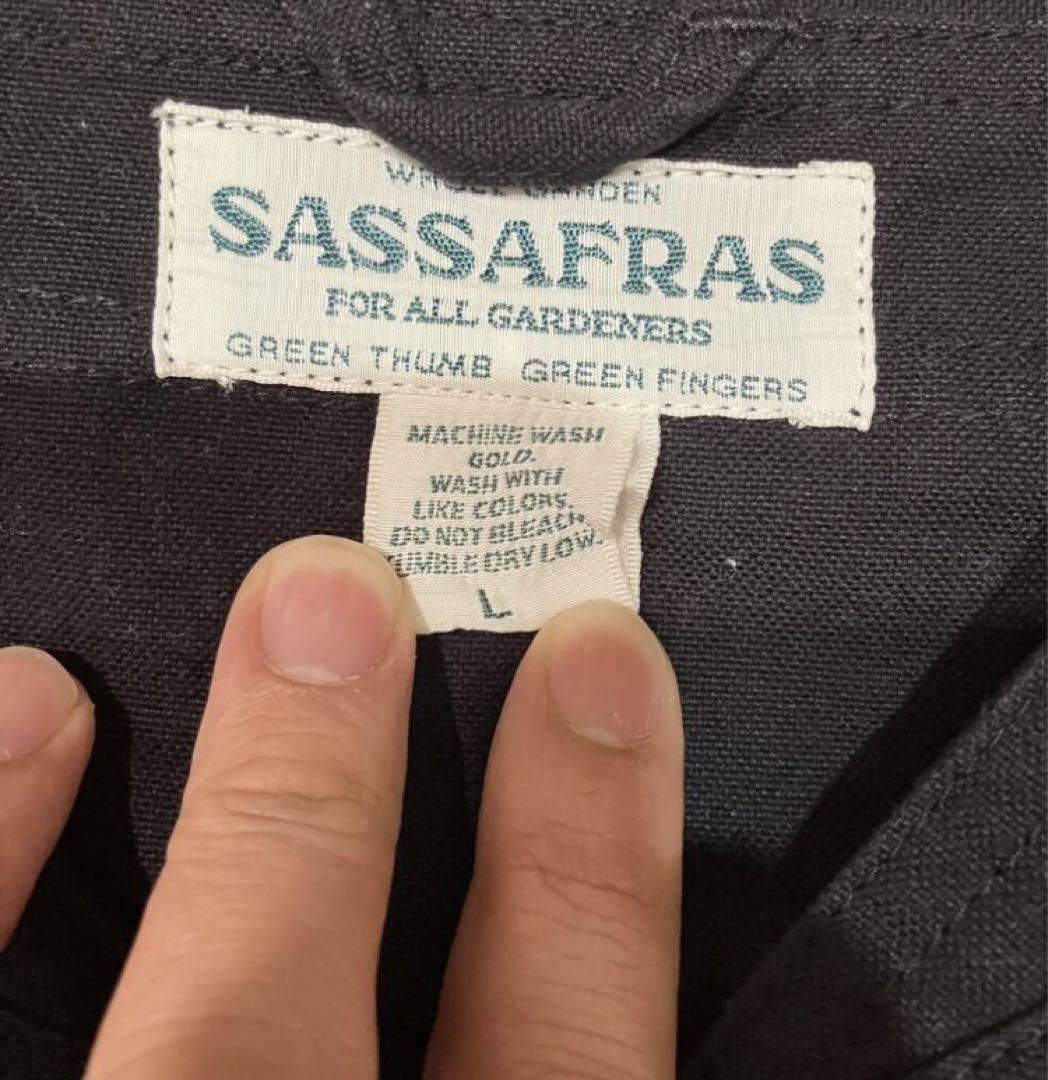 GARDEN
SASSAFRAS
FOR ALL GARDENERS
GREEN THUMB GREEN FINGERS
MACHINE WASH
GOLD.
WASH WITH
LIKE COLORS.
DO NOT BLEACH
TUMBLE DRY LOW.
L